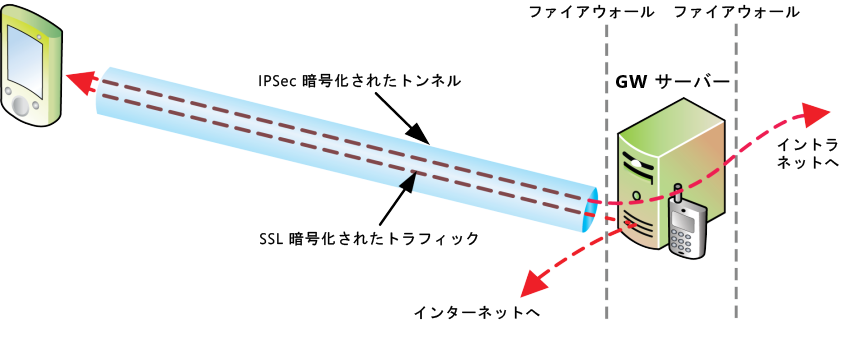 ファイアウォール
ファイアウォール
GW サーバー
IPSec 暗号化されたトンネル
イントラ
ネットへ
SSL 暗号化されたトラフィック
インターネットへ